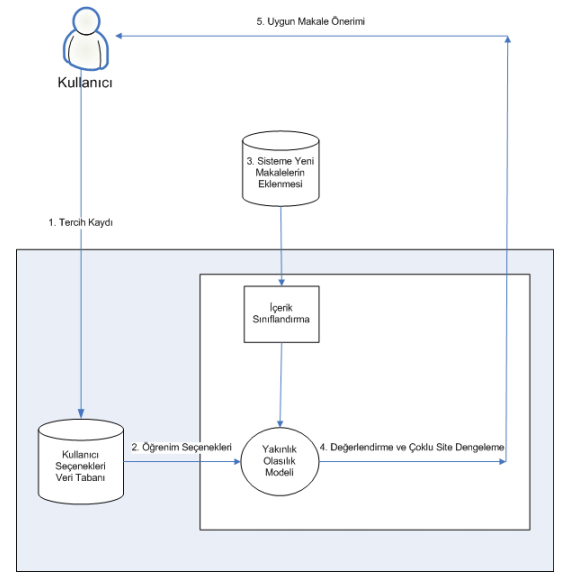 5. Uygun Makale Önerimi
Kullanıcı
3. Sisteme Yeni
Makalelerin
Eklenmesi
1. Tercih Kaydı
İçerik
Sınıflandırma
Kullanıcı
Seçenekleri
Veri Tabanı
2. Öğrenim Seçenekleri
Yakınlık
Olasılık
Modeli
4. Değerlendirme ve Çoklu Site Dengeleme